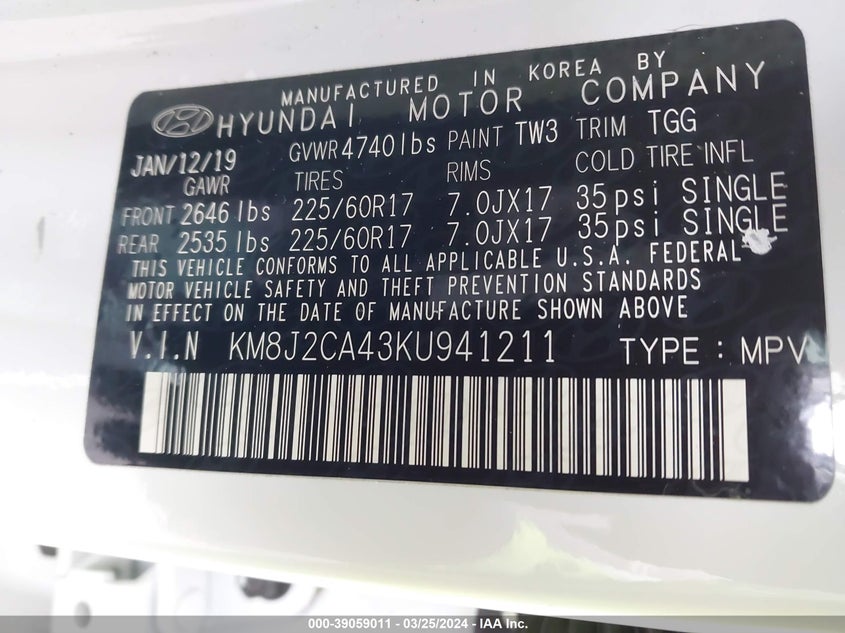 MANUFACTURED IN KOREA BY
HYUNDAI MOTOR COMPANY
JAN/12/19 GVWR 4740lbs PAINT TW3 TRIM TGG
GAWR TIRES RIMS COLD TIRE INFL
FRONT 2646 lbs 225/60R17 7.0JX17 35psi SINGLE
REAR 2535 lbs 225/60R17 7.0JX17 35psi SINGLE
THIS VEHICLE CONFORMS TO ALL APPLICABLE U.S.A. FEDERAL
MOTOR VEHICLE SAFETY AND THEFT PREVENTION STANDARDS
IN EFFECT ON THE DATE OF MANUFACTURE SHOWN ABOVE
V.I.N KM8J2CA43KU941211 TYPE : MPV
000-39059011 - 03/25/2024 - IAA Inc.